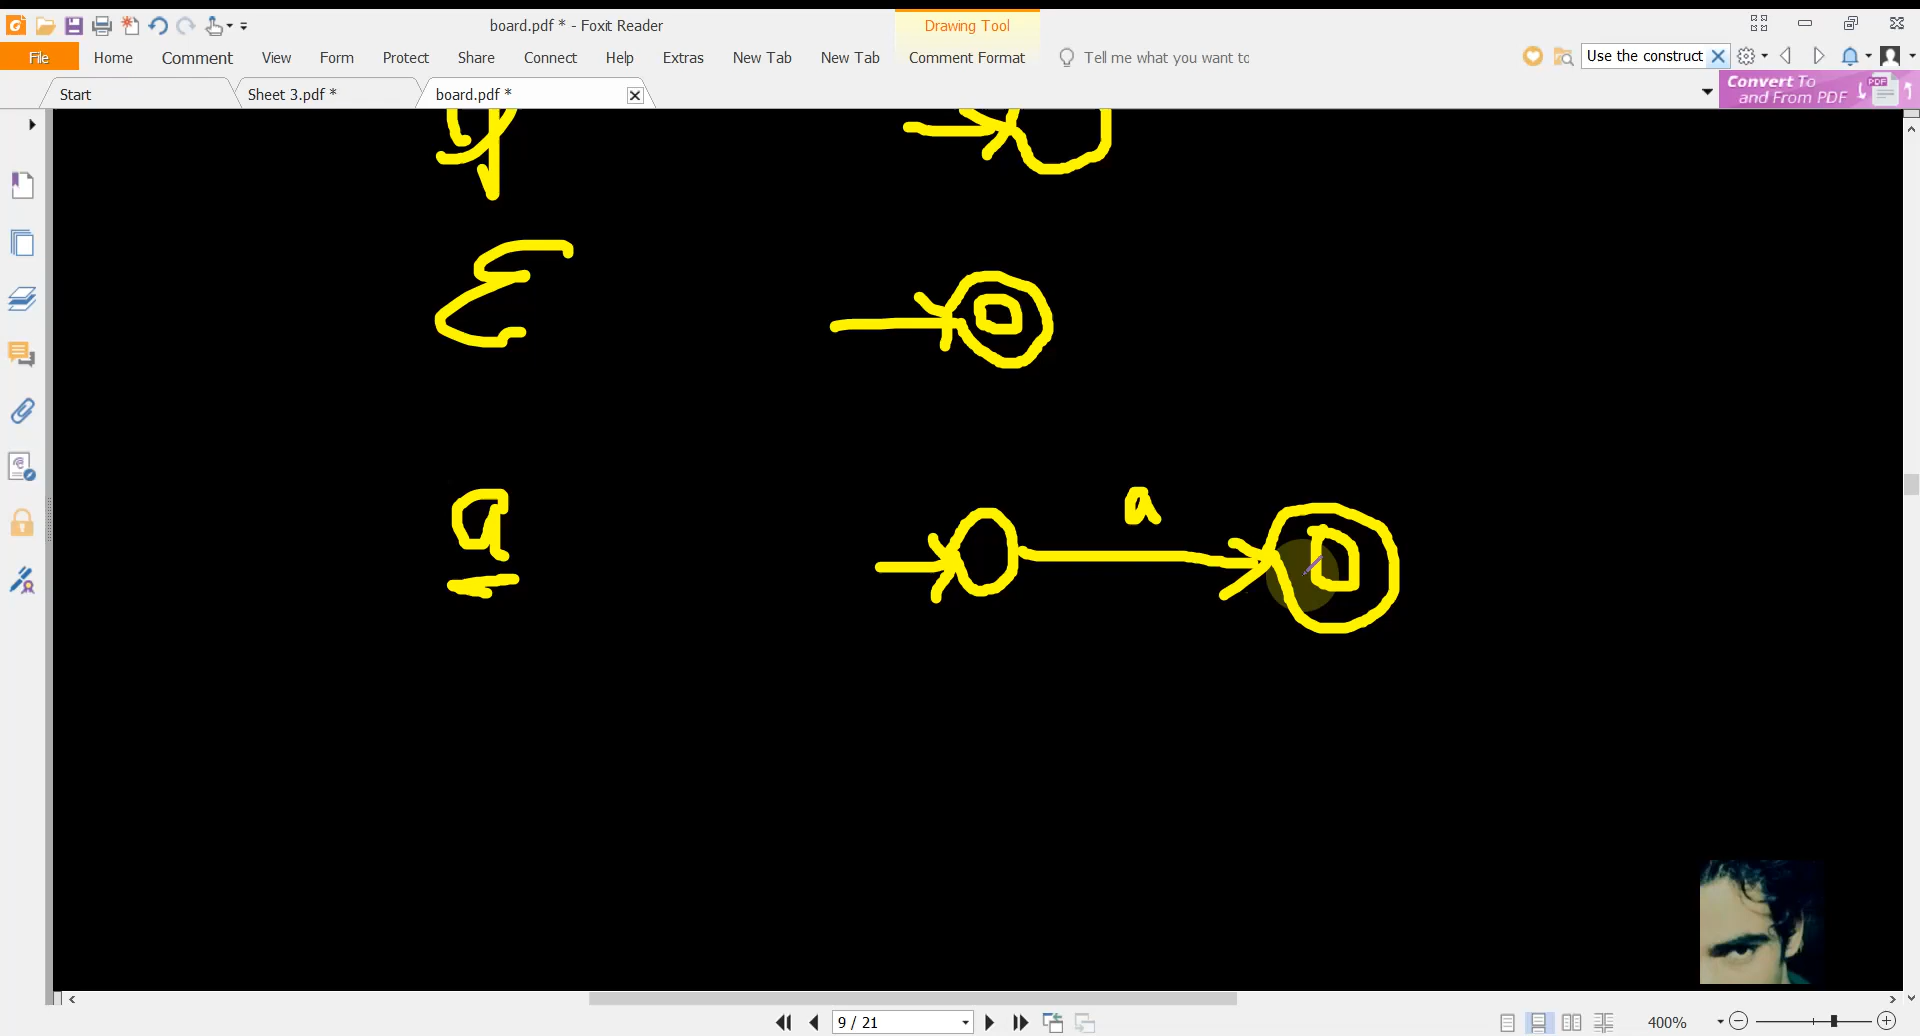 board.pdf * - Foxit Reader
Drawing Tool
File Home Comment View Form Protect Share Connect Help Extras New Tab New Tab Comment Format Tell me what you want to Use the construct
Start Sheet 3.pdf * board.pdf *
Convert To
and From PDF
PDF
ε
a
a
9 / 21
400%